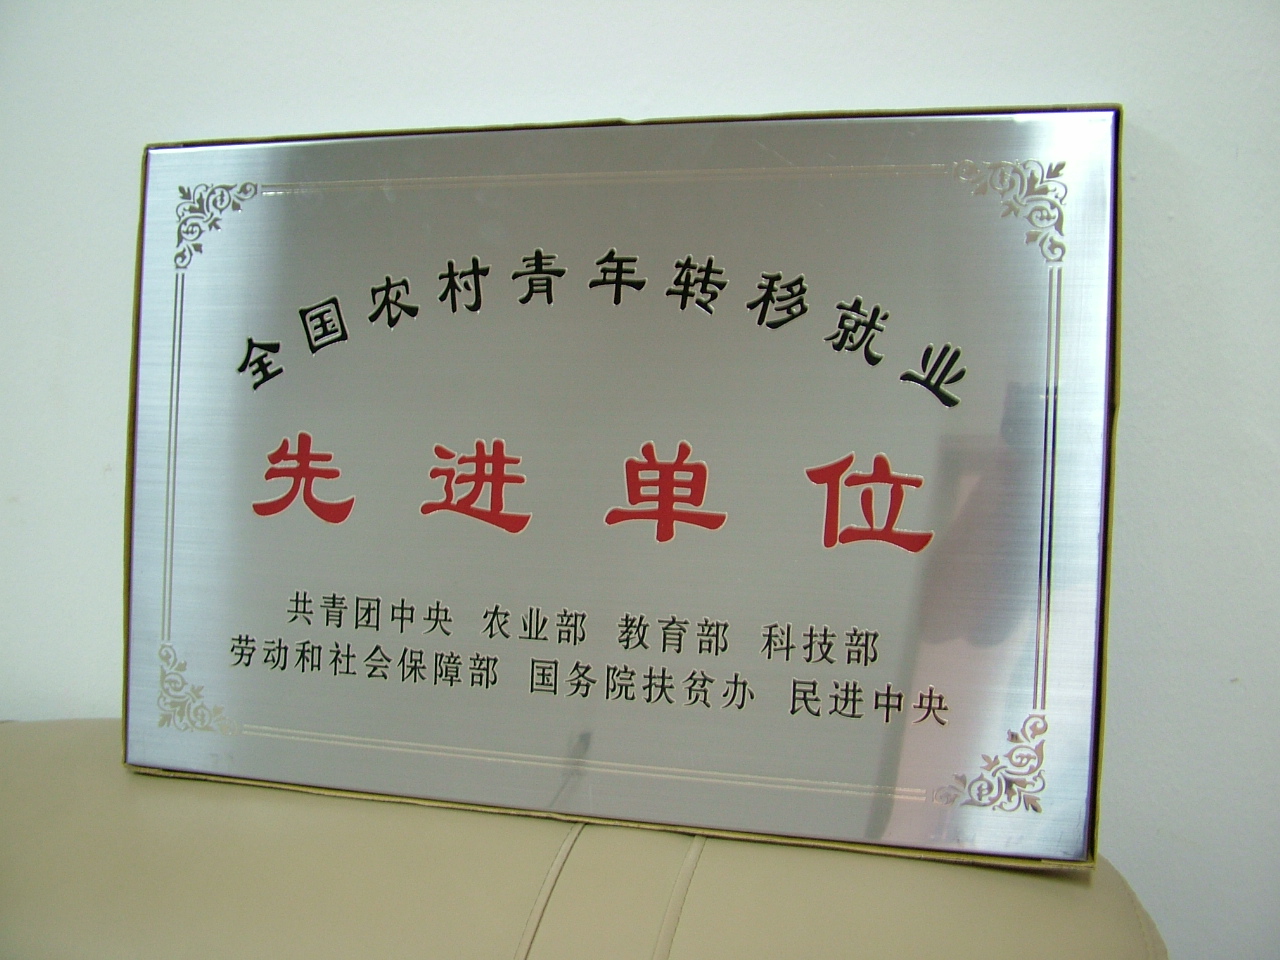 全国农村青年转移就业
先进单位
共青团中央 农业部 教育部 科技部
劳动和社会保障部 国务院扶贫办 民进中央